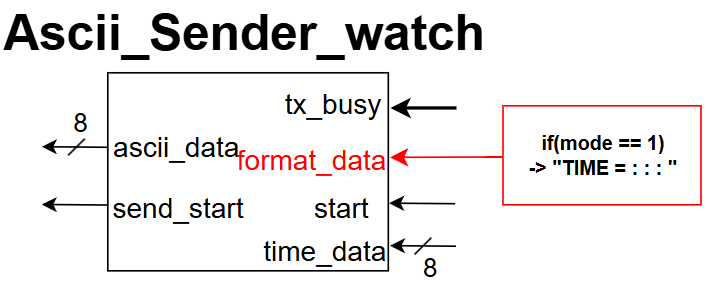 Ascii_Sender_watch
8
tx_busy
ascii_data
format_data
if(mode == 1)
-> "TIME = : : : "
send_start
start
time_data
8